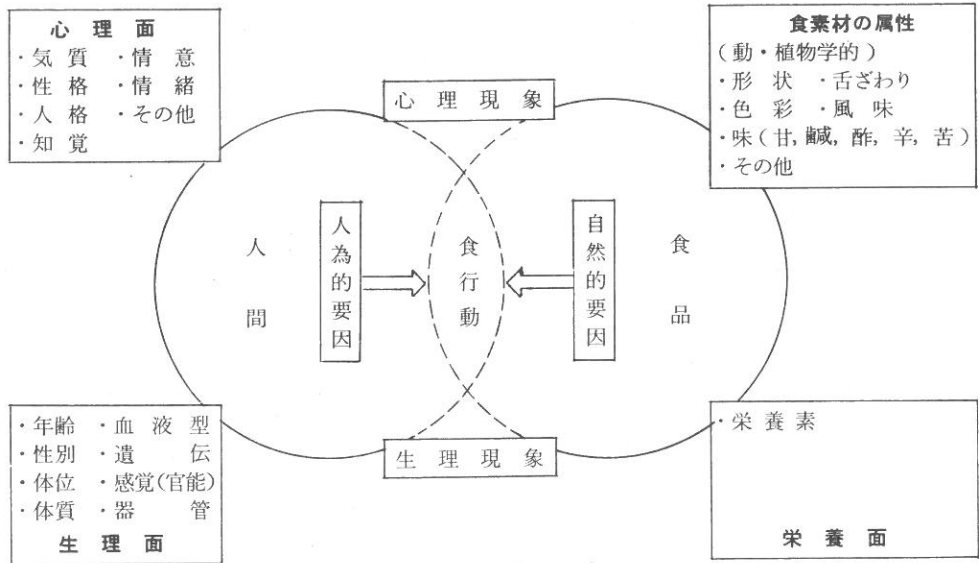 心理面
・気質 ・情意
・性格 ・情緒
・人格 ・その他
・知覚
食素材の属性
(動・植物学的)
・形状 ・舌ざわり
・色彩 ・風味
・味(甘, 鹹, 酢, 辛, 苦)
・その他
心理現象
人間
人為的要因
食行動
自然的要因
食品
生理現象
・年齢 ・血液型
・性別 ・遺伝
・体位 ・感覚(官能)
・体質 ・器管
生理面
・栄養素
栄養面